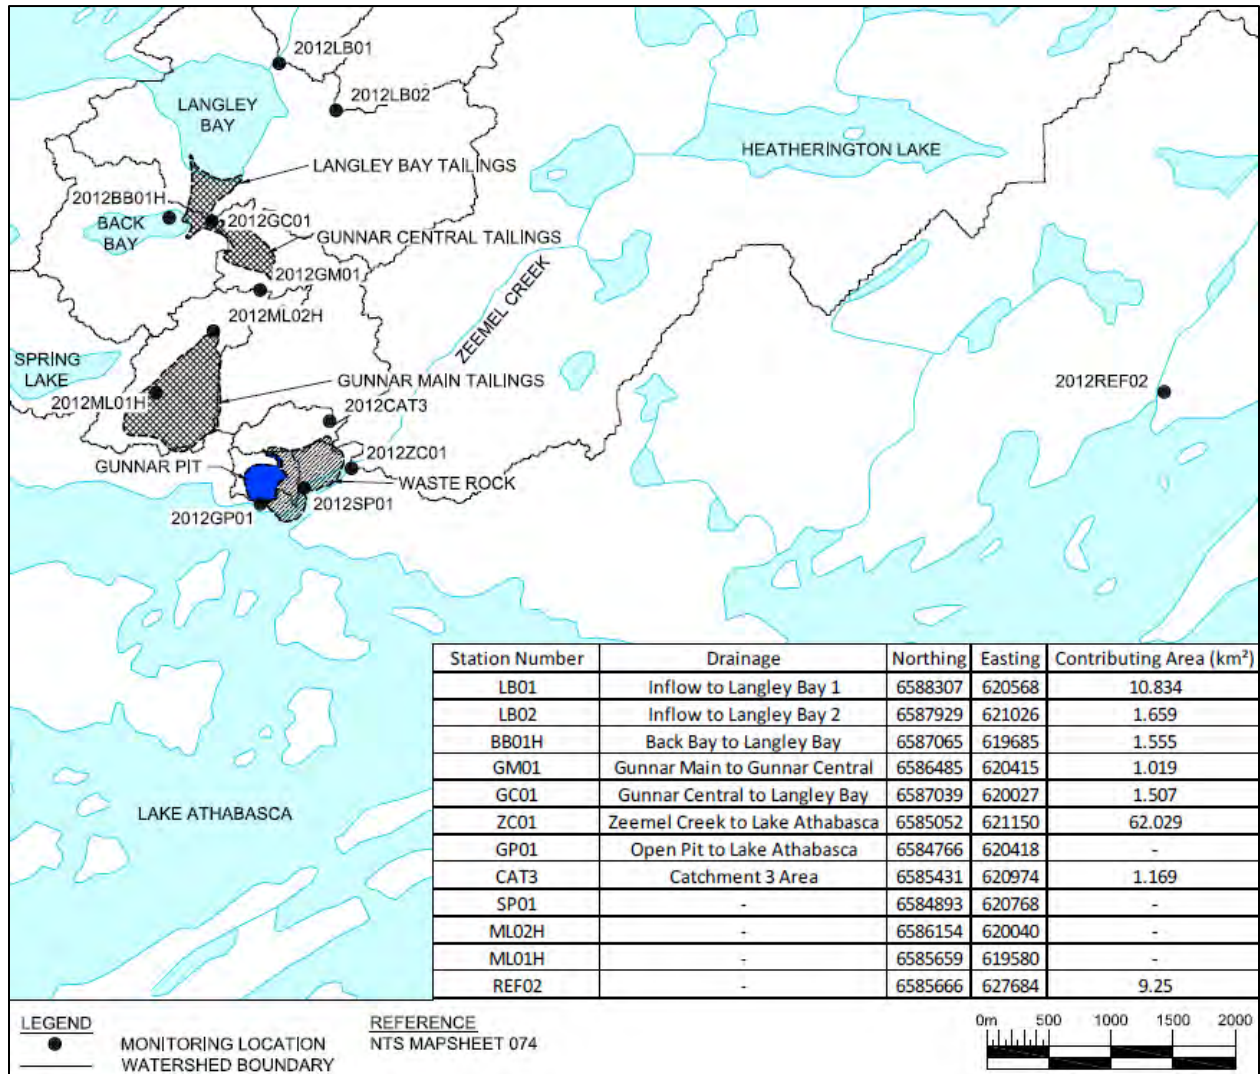 2012LB01
LANGLEY
BAY
2012LB02
HEATHERINGTON LAKE
LANGLEY BAY TAILINGS
2012BB01H
2012GC01
BACK
BAY
GUNNAR CENTRAL TAILINGS
2012GM01
ZEEMEL CREEK
2012ML02H
SPRING
LAKE
GUNNAR MAIN TAILINGS
2012REF02
2012ML01H
2012CAT3
2012ZC01
GUNNAR PIT
WASTE ROCK
2012SP01
2012GP01
LAKE ATHABASCA
Station Number Drainage Northing Easting Contributing Area (km²)
LB01 Inflow to Langley Bay 1 6588307 620568 10.834
LB02 Inflow to Langley Bay 2 6587929 621026 1.659
BB01H Back Bay to Langley Bay 6587065 619685 1.555
GM01 Gunnar Main to Gunnar Central 6586485 620415 1.019
GC01 Gunnar Central to Langley Bay 6587039 620027 1.507
ZC01 Zeemel Creek to Lake Athabasca 6585052 621150 62.029
GP01 Open Pit to Lake Athabasca 6584766 620418 -
CAT3 Catchment 3 Area 6585431 620974 1.169
SP01 - 6584893 620768 -
ML02H - 6586154 620040 -
ML01H - 6585659 619580 -
REF02 - 6585666 627684 9.25
LEGEND
MONITORING LOCATION
WATERSHED BOUNDARY
REFERENCE
NTS MAPSHEET 074
0m 500 1000 1500 2000